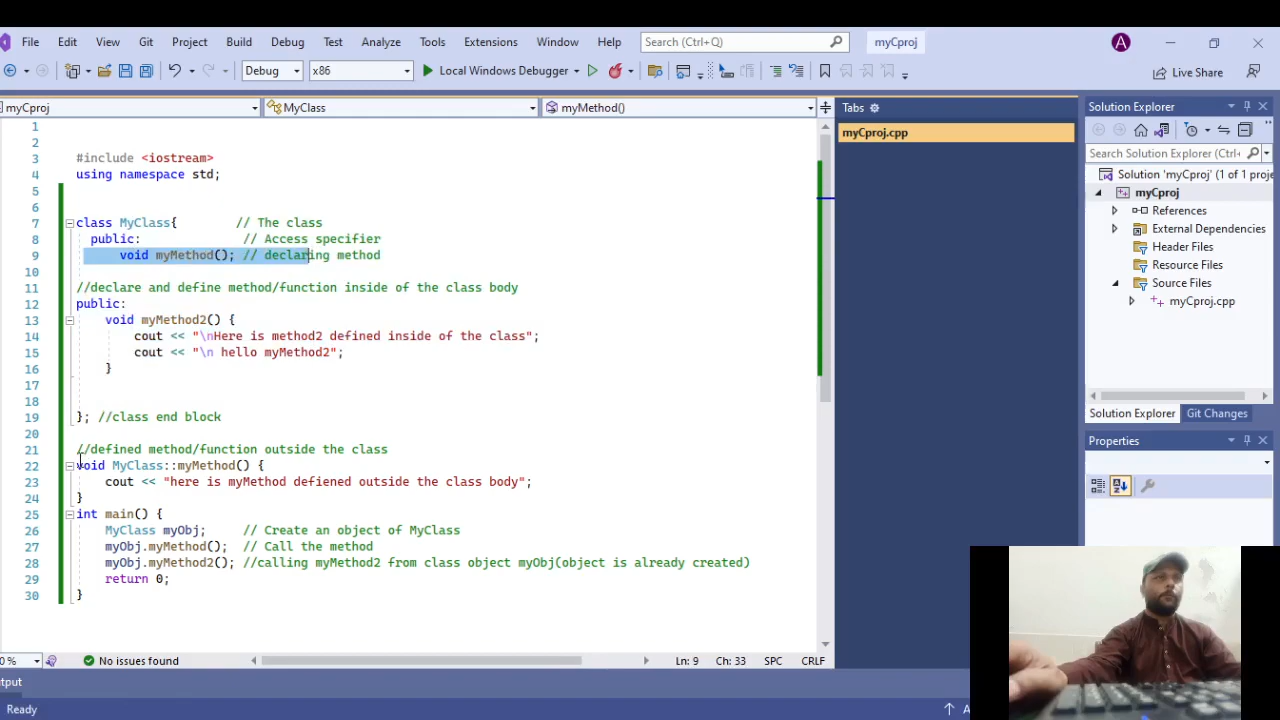 File Edit View Git Project Build Debug Test Analyze Tools Extensions Window Help Search (Ctrl+Q) myCproj A
Debug x86 Local Windows Debugger Live Share
myCproj MyClass myMethod() Tabs Solution Explorer
myCproj.cpp
Search Solution Explorer (Ctrl+
Solution 'myCproj' (1 of 1 proje
myCproj
References
External Dependencies
Header Files
Resource Files
Source Files
myCproj.cpp
Solution Explorer Git Changes
Properties
1
2
3 #include <iostream>
4 using namespace std;
5
6
7 class MyClass{ // The class
8 public: // Access specifier
9 void myMethod(); // declaring method
10
11 //declare and define method/function inside of the class body
12 public:
13 void myMethod2() {
14 cout << "\nHere is method2 defined inside of the class";
15 cout << "\n hello myMethod2";
16 }
17
18
19 }; //class end block
20
21 //defined method/function outside the class
22 void MyClass::myMethod() {
23 cout << "here is myMethod defiened outside the class body";
24 }
25 int main() {
26 MyClass myObj; // Create an object of MyClass
27 myObj.myMethod(); // Call the method
28 myObj.myMethod2(); //calling myMethod2 from class object myObj(object is already created)
29 return 0;
30 }
0 % No issues found Ln: 9 Ch: 33 SPC CRLF
tput
Ready A